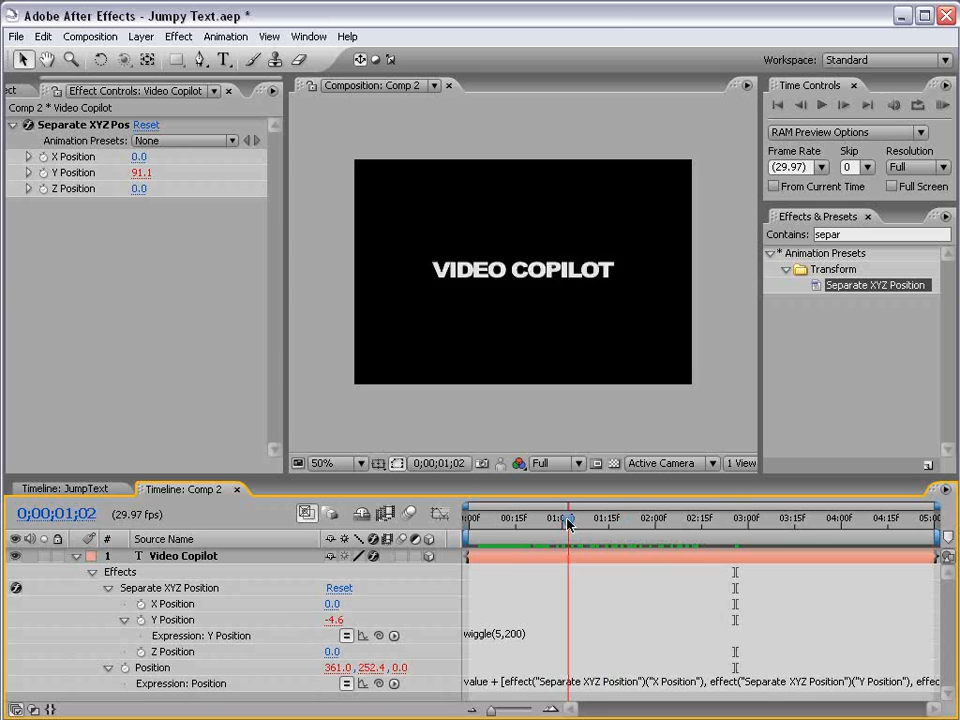 Adobe After Effects - Jumpy Text.aep *
File Edit Composition Layer Effect Animation View Window Help
Workspace: Standard
ect Effect Controls: Video Copilot
Composition: Comp 2
Time Controls
Comp 2 * Video Copilot
Separate XYZ Pos Reset
Animation Presets: None
X Position 0.0
Y Position 91.1
Z Position 0.0
VIDEO COPILOT
RAM Preview Options
Frame Rate Skip Resolution
(29.97) 0 Full
From Current Time Full Screen
Effects & Presets
Contains: separ
* Animation Presets
Transform
Separate XYZ Position
50% 0;00;01;02 Full Active Camera 1 View
Timeline: JumpText Timeline: Comp 2
0;00;01;02 (29.97 fps)
:00f 00:15f 01:00f 01:15f 02:00f 02:15f 03:00f 03:15f 04:00f 04:15f 05:00
# Source Name
1 T Video Copilot
Effects
Separate XYZ Position Reset
X Position 0.0
Y Position -4.6
Expression: Y Position wiggle(5,200)
Z Position 0.0
Position 361.0, 252.4, 0.0
Expression: Position value + [effect("Separate XYZ Position")("X Position"), effect("Separate XYZ Position")("Y Position"), effec